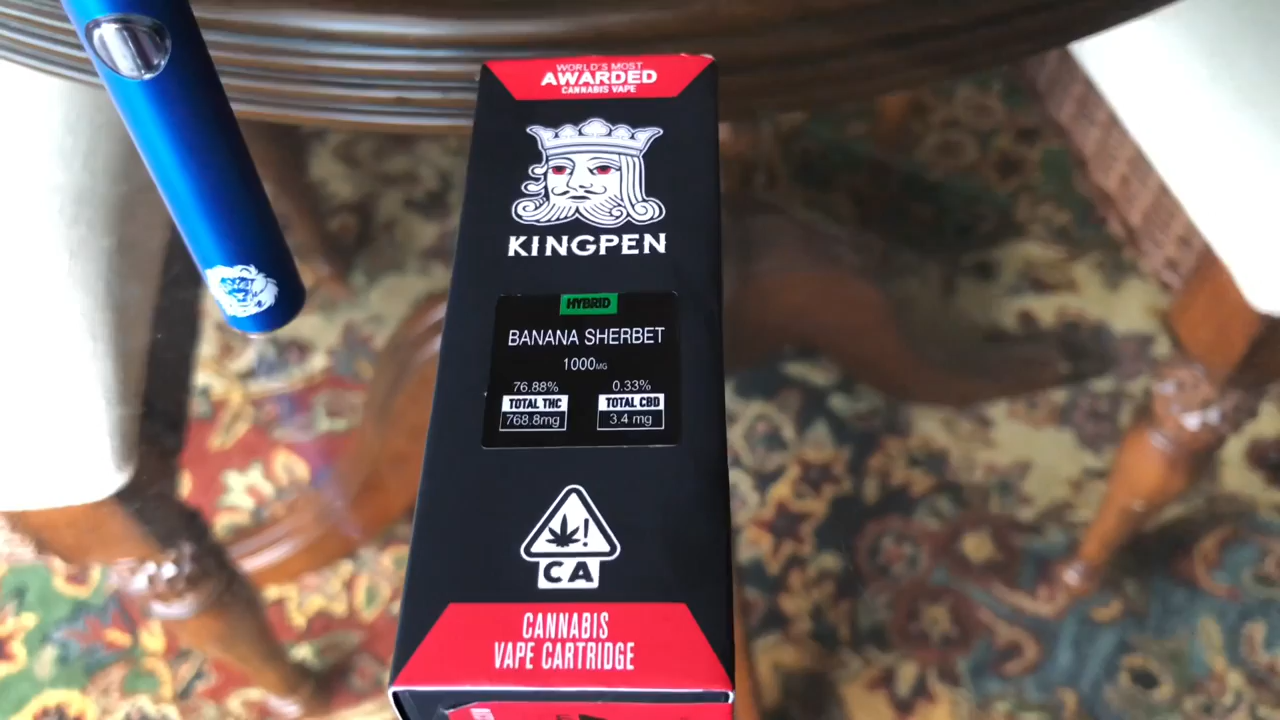 WORLD'S MOST
AWARDED
CANNABIS VAPE
KINGPEN
HYBRID
BANANA SHERBET
1000MG
76.88% 0.33%
TOTAL THC TOTAL CBD
768.8mg 3.4 mg
!
CA
CANNABIS
VAPE CARTRIDGE